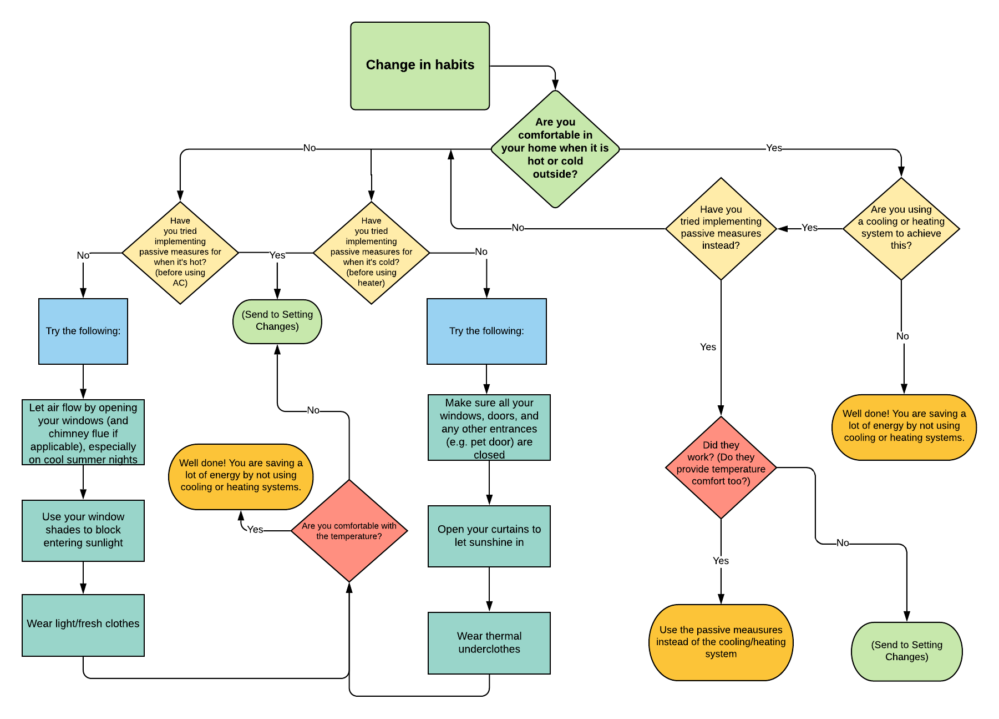 Change in habits
Are you
comfortable in
your home when it is
hot or cold
outside?
No
Yes
Have
you tried
implementing
passive measures for
when it's hot?
(before using
AC)
Have
you tried
implementing
passive measures for
when it's cold?
(before using
heater)
Have you
tried implementing
passive measures
instead?
Are you using
a cooling or heating
system to achieve
this?
No
Yes
No
Yes
No
(Send to Setting
Changes)
Try the following:
Try the following:
Yes
No
Let air flow by opening
your windows (and
chimney flue if
applicable), especially
on cool summer nights
No
Make sure all your
windows, doors, and
any other entrances
(e.g. pet door) are
closed
Well done! You are saving a
lot of energy by not using
cooling or heating systems.
Well done! You are saving a
lot of energy by not using
cooling or heating systems.
Did they
work? (Do they
provide temperature
comfort too?)
Use your window
shades to block
entering sunlight
Yes
Are you comfortable with
the temperature?
Open your curtains to
let sunshine in
No
Yes
Wear light/fresh clothes
Wear thermal
underclothes
Use the passive meausures
instead of the cooling/heating
system
(Send to Setting
Changes)